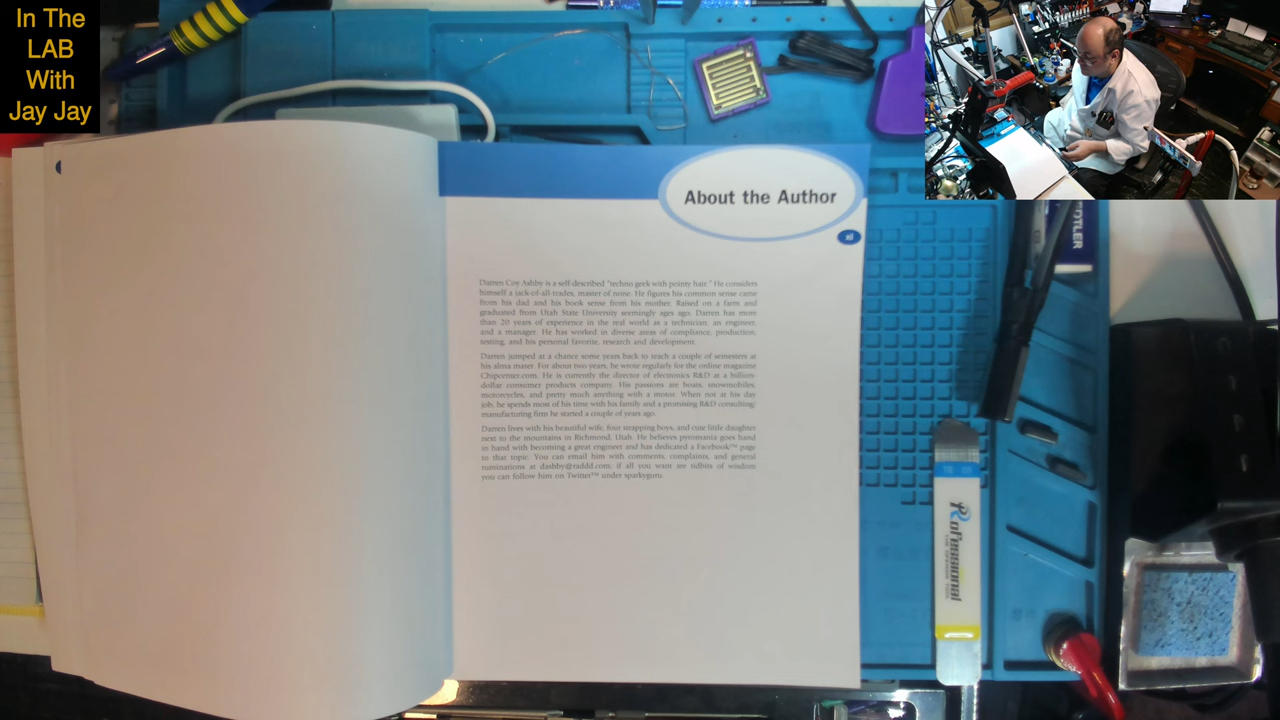 In The
LAB
With
Jay Jay
About the Author
xi
Darren Coy Ashby is a self-described "techno geek with pointy hair." He considers
himself a jack-of-all-trades, master of none. He figures his common sense came
from his dad and his book sense from his mother. Raised on a farm and
graduated from Utah State University seemingly ages ago. Darren has more
than 20 years of experience in the real world as a technician, an engineer,
and a manager. He has worked in diverse areas of compliance, production,
testing, and his personal favorite, research and development.
Darren jumped at a chance some years back to teach a couple of semesters at
his alma mater. For about two years, he wrote regularly for the online magazine
Chipcenter.com. He is currently the director of electronics R&D at a billion-
dollar consumer products company. His passions are boats, snowmobiles,
motorcycles, and pretty much anything with a motor. When not at his day
job, he spends most of his time with his family and a promising R&D consulting/
manufacturing firm he started a couple of years ago.
Darren lives with his beautiful wife, four strapping boys, and cute little daughter
next to the mountains in Richmond, Utah. He believes pyromania goes hand
in hand with becoming a great engineer and has dedicated a Facebook™ page
to that topic. You can email him with comments, complaints, and general
ruminations at dashby@raddd.com; if all you want are tidbits of wisdom
you can follow him on Twitter™ under sparkyguru.
Professional